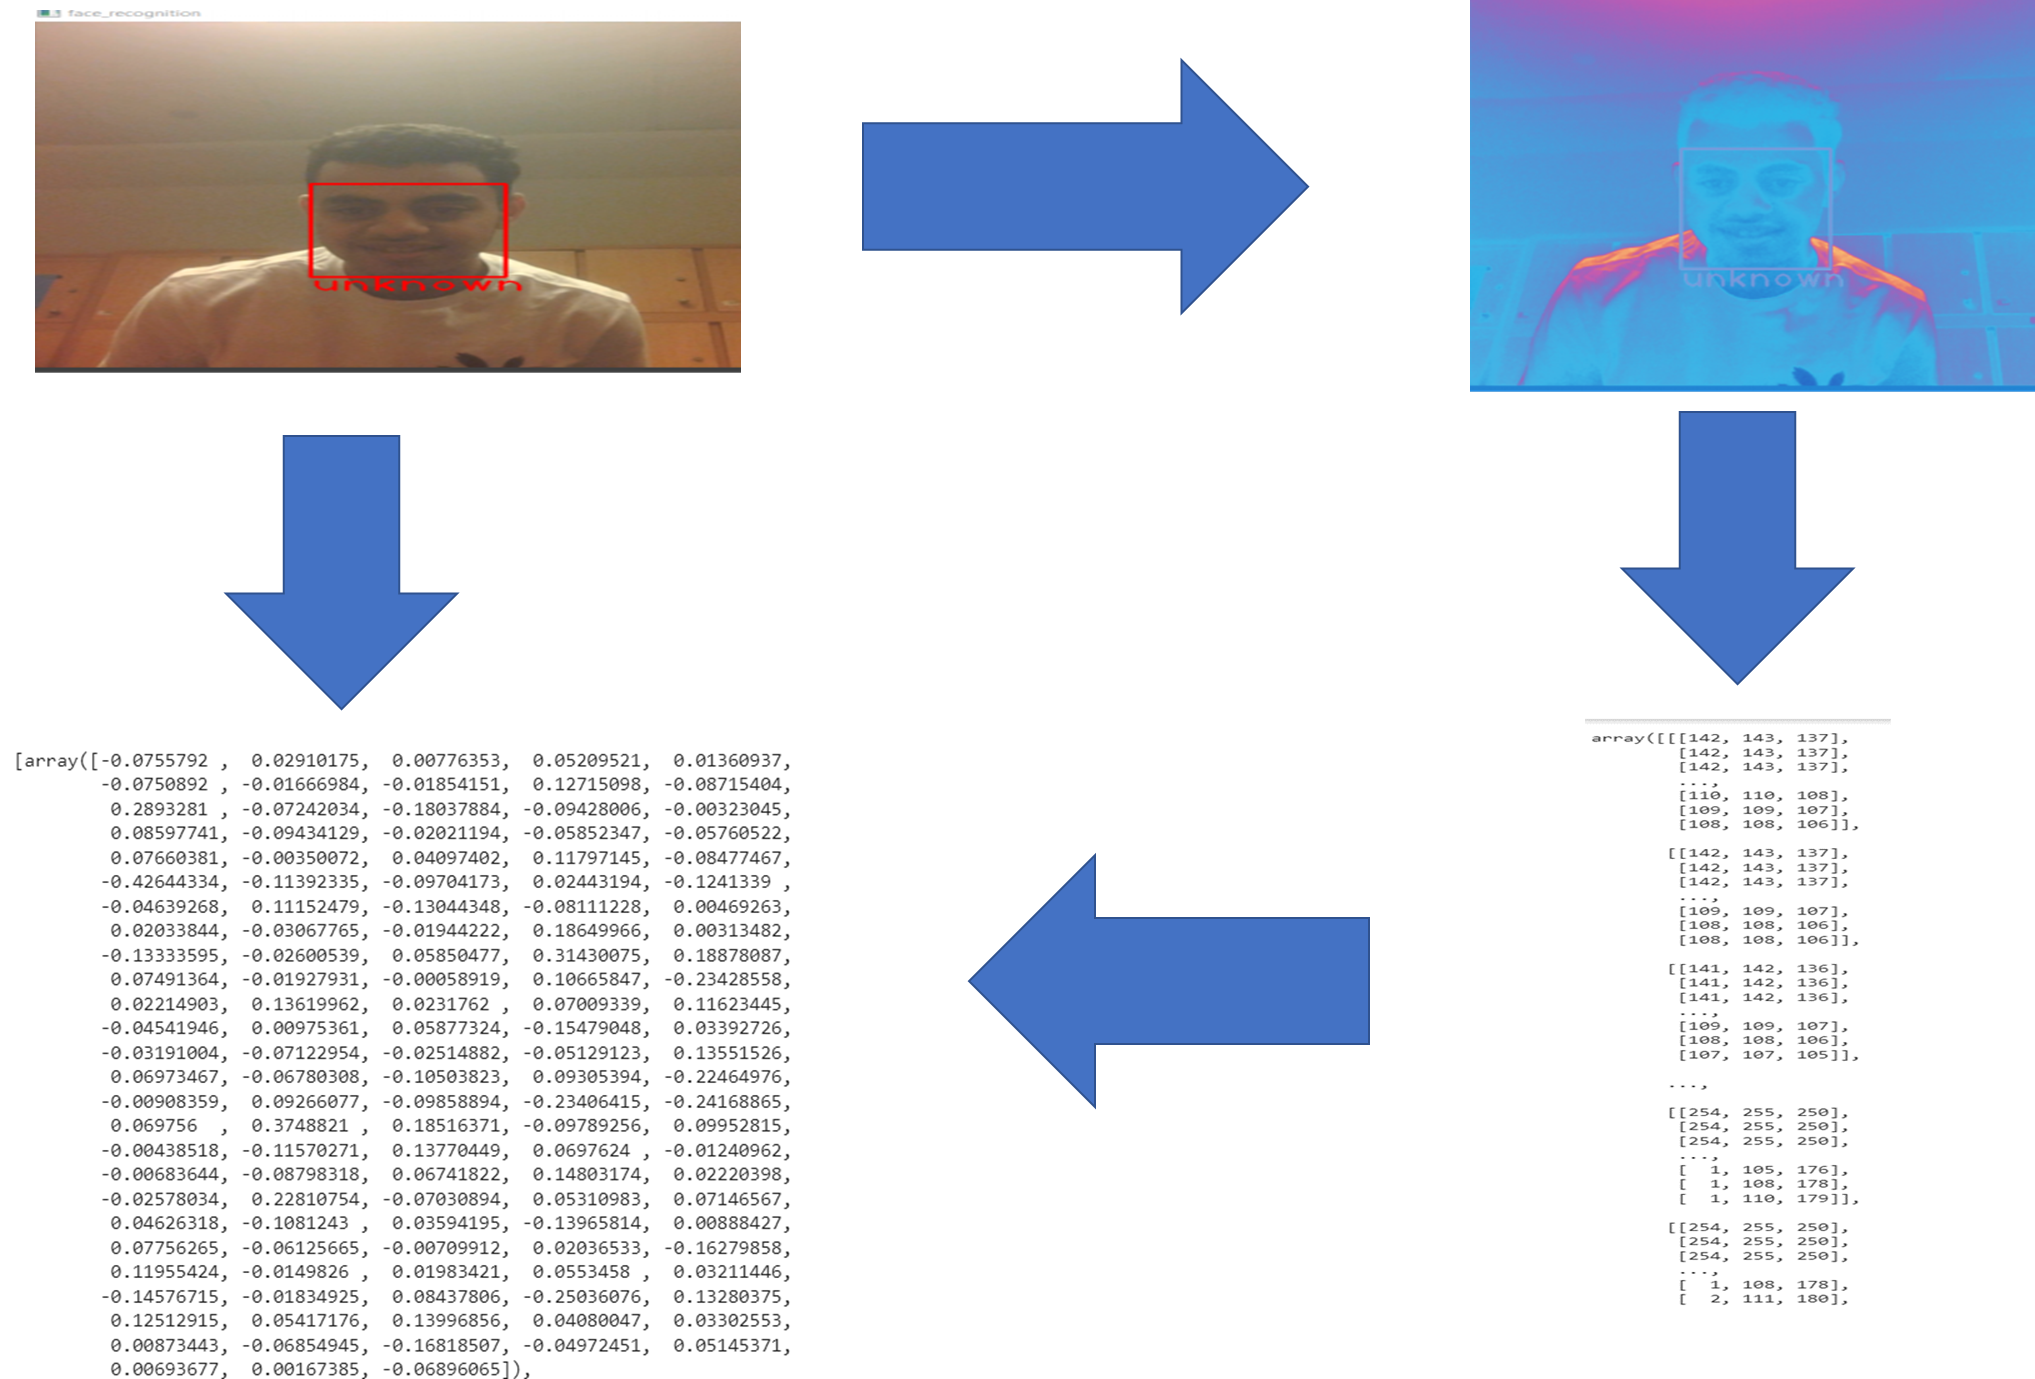 face_recognition
unknown
unknown
[array([-0.0755792 ,  0.02910175,  0.00776353,  0.05209521,  0.01360937,
-0.0750892 , -0.01666984, -0.01854151,  0.12715098, -0.08715404,
0.2893281 , -0.07242034, -0.18037884, -0.09428006, -0.00323045,
0.08597741, -0.09434129, -0.02021194, -0.05852347, -0.05760522,
0.07660381, -0.00350072,  0.04097402,  0.11797145, -0.08477467,
-0.42644334, -0.11392335, -0.09704173,  0.02443194, -0.1241339 ,
-0.04639268,  0.11152479, -0.13044348, -0.08111228,  0.00469263,
0.02033844, -0.03067765, -0.01944222,  0.18649966,  0.00313482,
-0.13333595, -0.02600539,  0.05850477,  0.31430075,  0.18878087,
0.07491364, -0.01927931, -0.00058919,  0.10665847, -0.23428558,
0.02214903,  0.13619962,  0.0231762 ,  0.07009339,  0.11623445,
-0.04541946,  0.00975361,  0.05877324, -0.15479048,  0.03392726,
-0.03191004, -0.07122954, -0.02514882, -0.05129123,  0.13551526,
0.06973467, -0.06780308, -0.10503823,  0.09305394, -0.22464976,
-0.00908359,  0.09266077, -0.09858894, -0.23406415, -0.24168865,
0.069756  ,  0.3748821 ,  0.18516371, -0.09789256,  0.09952815,
-0.00438518, -0.11570271,  0.13770449,  0.0697624 , -0.01240962,
-0.00683644, -0.08798318,  0.06741822,  0.14803174,  0.02220398,
-0.02578034,  0.22810754, -0.07030894,  0.05310983,  0.07146567,
0.04626318, -0.1081243 ,  0.03594195, -0.13965814,  0.00888427,
0.07756265, -0.06125665, -0.00709912,  0.02036533, -0.16279858,
0.11955424, -0.0149826 ,  0.01983421,  0.0553458 ,  0.03211446,
-0.14576715, -0.01834925,  0.08437806, -0.25036076,  0.13280375,
0.12512915,  0.05417176,  0.13996856,  0.04080047,  0.03302553,
0.00873443, -0.06854945, -0.16818507, -0.04972451,  0.05145371,
0.00693677,  0.00167385, -0.06896065]),
array([[[142, 143, 137],
[142, 143, 137],
[142, 143, 137],
...,
[110, 110, 108],
[109, 109, 107],
[108, 108, 106]],
[[142, 143, 137],
[142, 143, 137],
[142, 143, 137],
...,
[109, 109, 107],
[108, 108, 106],
[108, 108, 106]],
[[141, 142, 136],
[141, 142, 136],
[141, 142, 136],
...,
[109, 109, 107],
[108, 108, 106],
[107, 107, 105]],
...,
[[254, 255, 250],
[254, 255, 250],
[254, 255, 250],
...,
[  1, 105, 176],
[  1, 108, 178],
[  1, 110, 179]],
[[254, 255, 250],
[254, 255, 250],
[254, 255, 250],
...,
[  1, 108, 178],
[  2, 111, 180],